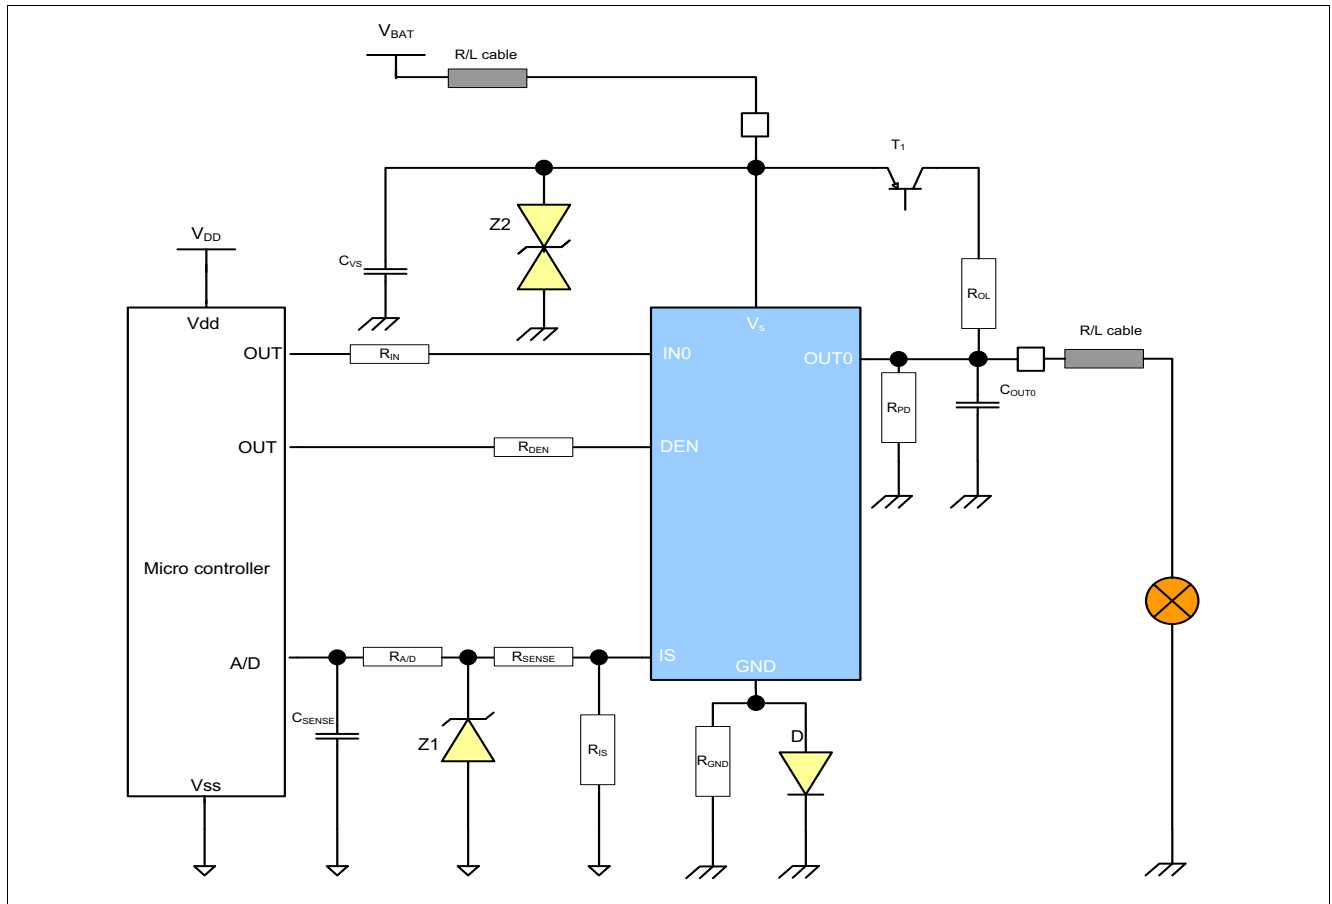 VBAT
R/L cable
T1
Z2
VDD
CVS
ROL
R/L cable
Vdd
Vs
OUT
RIN
IN0
OUT0
COUT0
RPD
OUT
RDEN
DEN
Micro controller
A/D
RA/D
RSENSE
IS
GND
CSENSE
Z1
RIS
D
RGND
Vss